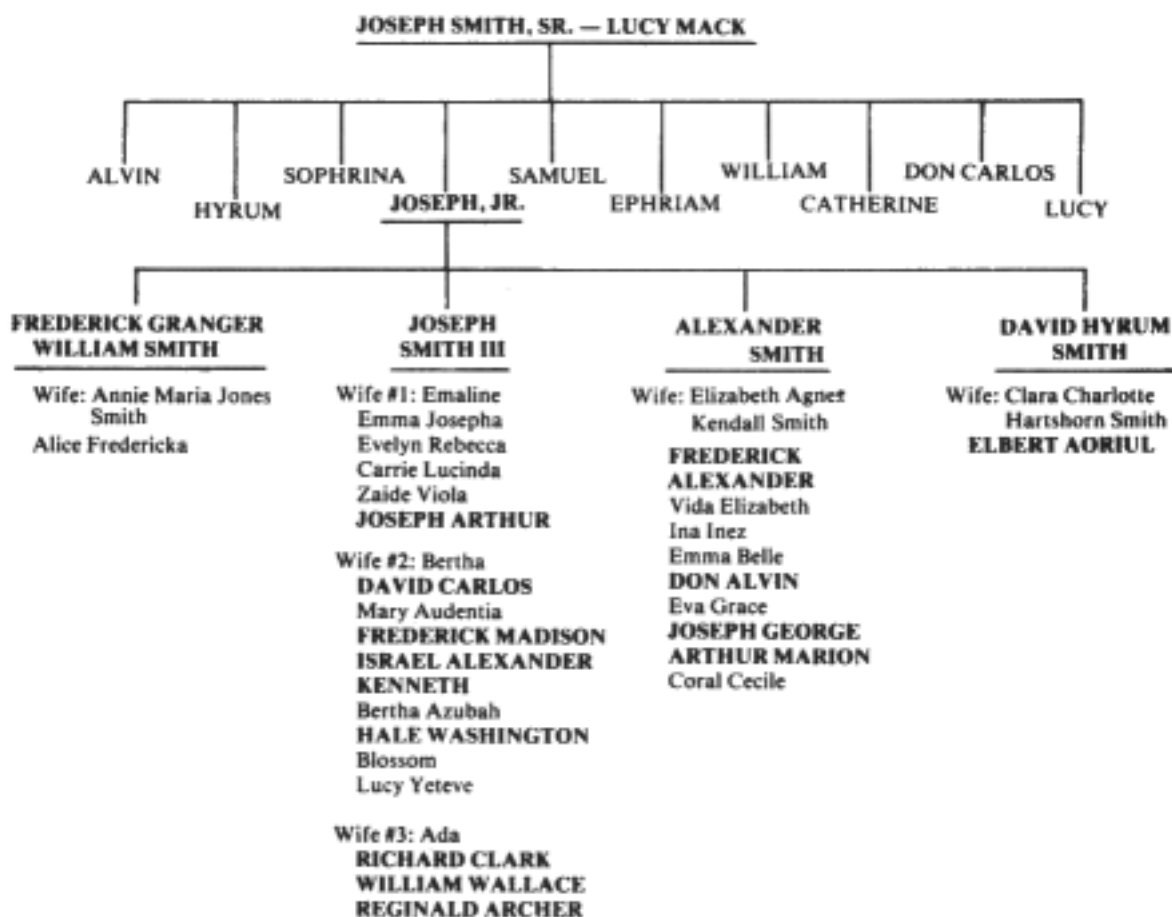 JOSEPH SMITH, SR. — LUCY MACK
ALVIN
HYRUM
SOPHRINA
JOSEPH, JR.
SAMUEL
EPHRIAM
WILLIAM
CATHERINE
DON CARLOS
LUCY
FREDERICK GRANGER
WILLIAM SMITH
Wife: Annie Maria Jones
Smith
Alice Fredericka
JOSEPH
SMITH III
Wife #1: Emaline
Emma Josepha
Evelyn Rebecca
Carrie Lucinda
Zaide Viola
JOSEPH ARTHUR
Wife #2: Bertha
DAVID CARLOS
Mary Audentia
FREDERICK MADISON
ISRAEL ALEXANDER
KENNETH
Bertha Azubah
HALE WASHINGTON
Blossom
Lucy Yeteve
Wife #3: Ada
RICHARD CLARK
WILLIAM WALLACE
REGINALD ARCHER
ALEXANDER
SMITH
Wife: Elizabeth Agnes
Kendall Smith
FREDERICK
ALEXANDER
Vida Elizabeth
Ina Inez
Emma Belle
DON ALVIN
Eva Grace
JOSEPH GEORGE
ARTHUR MARION
Coral Cecile
DAVID HYRUM
SMITH
Wife: Clara Charlotte
Hartshorn Smith
ELBERT AORIUL